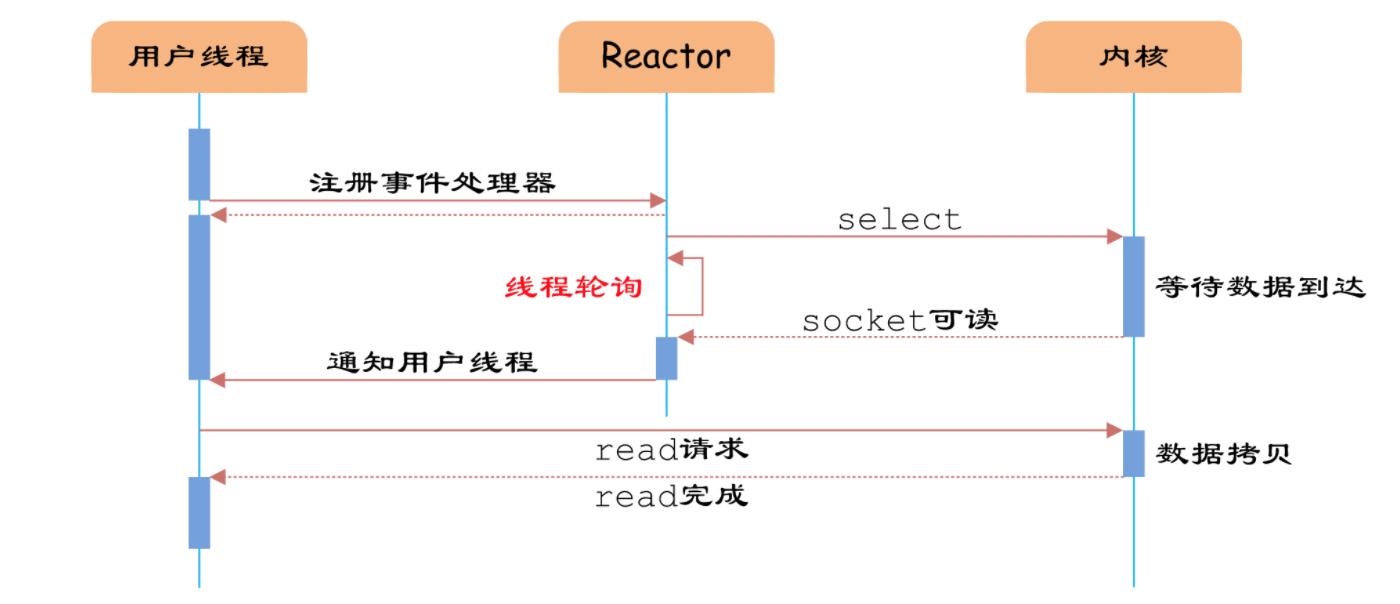 用户线程
Reactor
内核
注册事件处理器
select
线程轮询
等待数据到达
socket可读
通知用户线程
read请求
数据拷贝
read完成